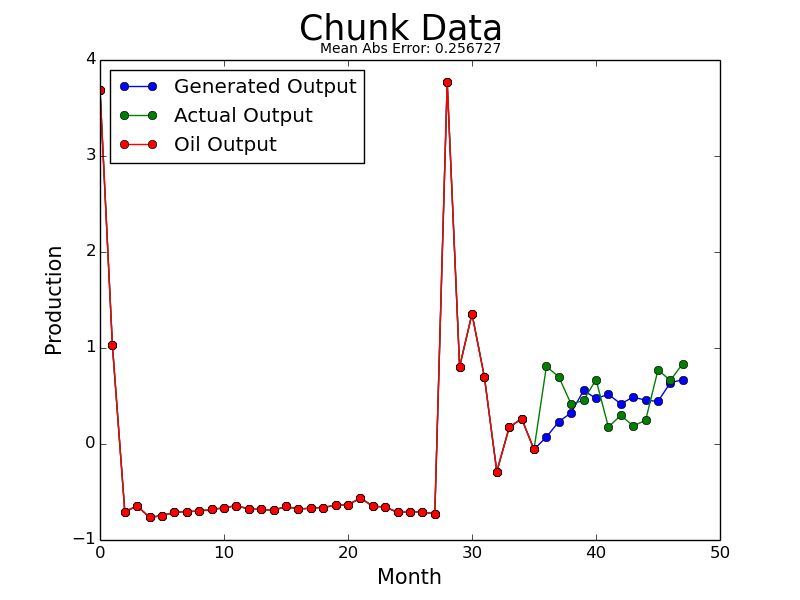 Chunk Data
Mean Abs Error: 0.256727
Generated Output
Actual Output
Oil Output
4
3
2
1
0
−1
Production
0 10 20 30 40 50
Month